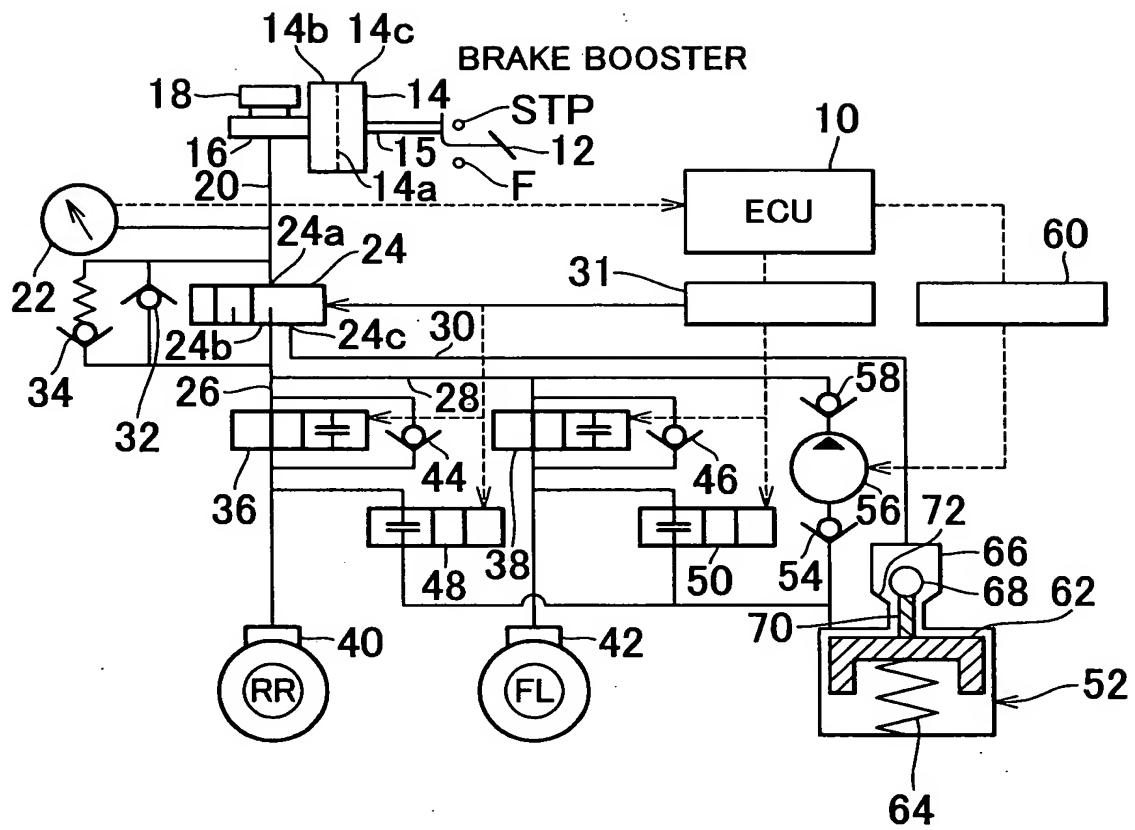 14b 14c
BRAKE BOOSTER
18 14 STP
10
16 15 12
20 14a F
ECU
60
24a 24
31
22
24b 24c 30
34
26 28 58
32
44 46
36 56
72 66
48 38 50 54
68 62
70
40 42
52
RR FL
64